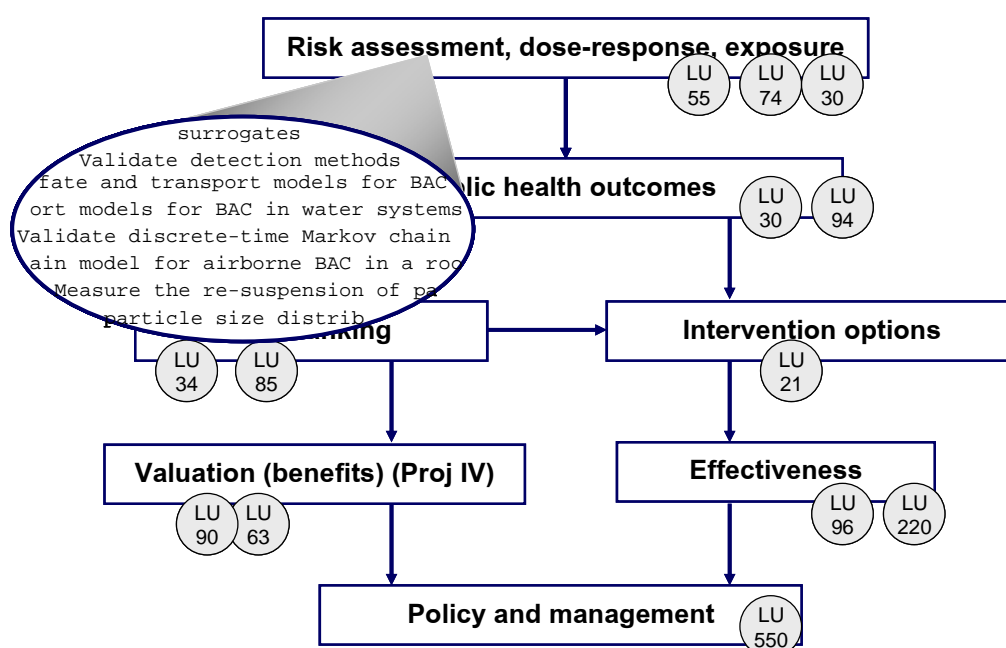 Risk assessment, dose-response, exposure
LU
55
LU
74
LU
30
surrogates
Validate detection methods
fate and transport models for BAC
ort models for BAC in water systems
Validate discrete-time Markov chain
ain model for airborne BAC in a roo
Measure the re-suspension of pa
particle size distrib
blic health outcomes
LU
30
LU
94
nking
LU
34
LU
85
Intervention options
LU
21
Valuation (benefits) (Proj IV)
LU
90
LU
63
Effectiveness
LU
96
LU
220
Policy and management
LU
550